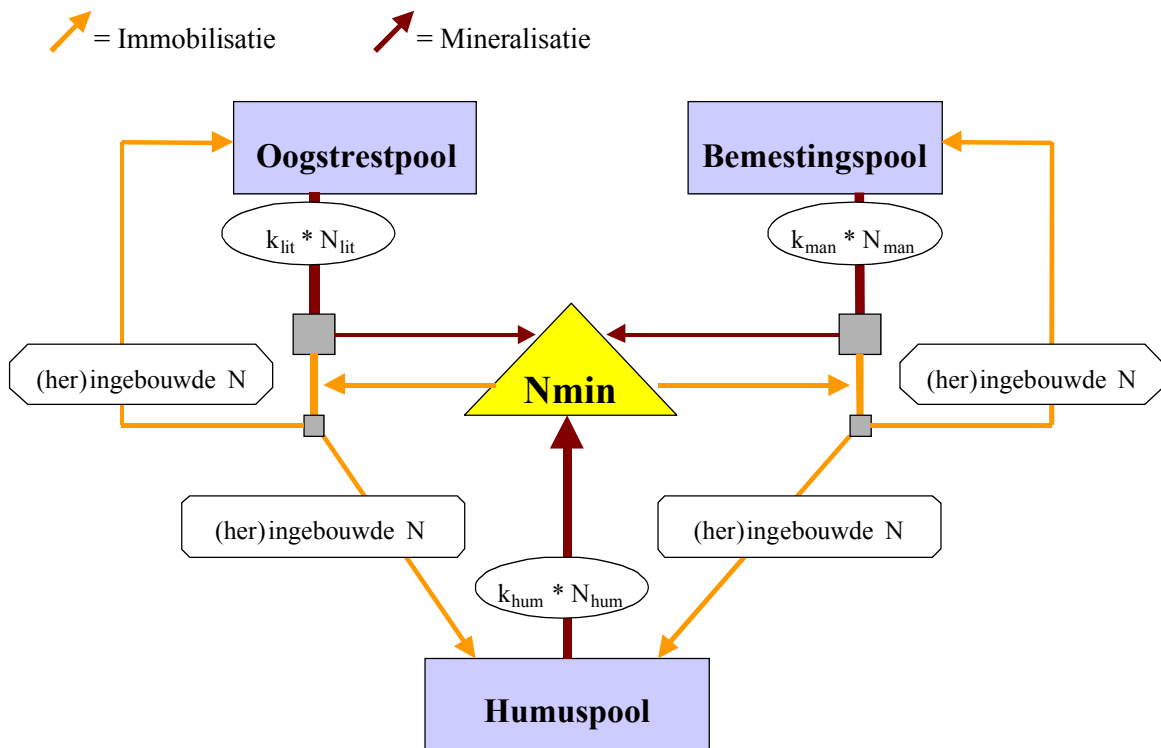 = Immobilisatie
= Mineralisatie
Oogstrestpool
Bemestingspool
k_lit * N_lit
k_man * N_man
(her)ingebouwde N
Nmin
(her)ingebouwde N
(her)ingebouwde N
(her)ingebouwde N
k_hum * N_hum
Humuspool